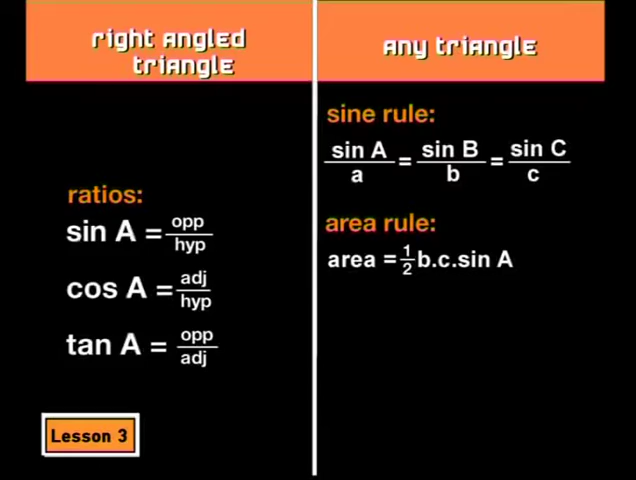 right angled
triangle
ratios:
sin A = opp/hyp
cos A = adj/hyp
tan A = opp/adj
Lesson 3
any triangle
sine rule:
sin A/a = sin B/b = sin C/c
area rule:
area = 1/2 b.c.sin A